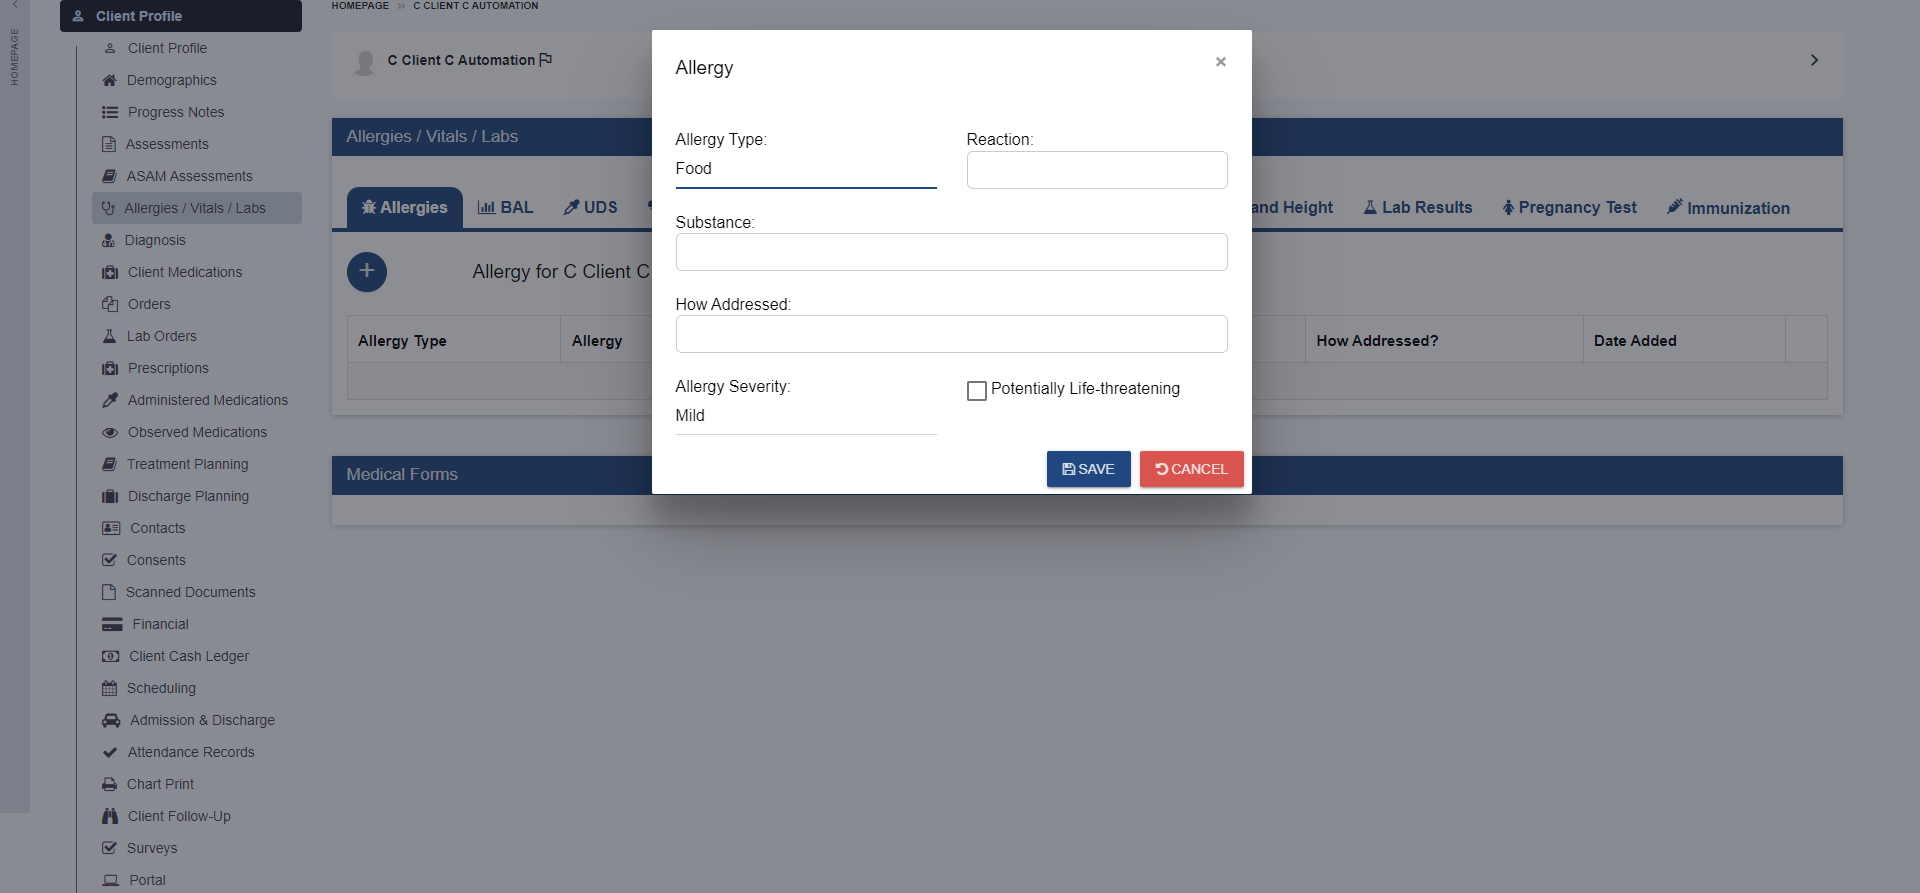 HOMEPAGE
Client Profile
Client Profile
Demographics
Progress Notes
Assessments
ASAM Assessments
Allergies / Vitals / Labs
Diagnosis
Client Medications
Orders
Lab Orders
Prescriptions
Administered Medications
Observed Medications
Treatment Planning
Discharge Planning
Contacts
Consents
Scanned Documents
Financial
Client Cash Ledger
Scheduling
Admission & Discharge
Attendance Records
Chart Print
Client Follow-Up
Surveys
Portal
HOMEPAGE » C CLIENT C AUTOMATION
C Client C Automation
Allergies / Vitals / Labs
Allergies BAL UDS and Height Lab Results Pregnancy Test Immunization
+ Allergy for C Client C
Allergy Type Allergy How Addressed? Date Added
Medical Forms
Allergy ×
Allergy Type: Reaction:
Food
Substance:
How Addressed:
Allergy Severity: Potentially Life-threatening
Mild
SAVE CANCEL